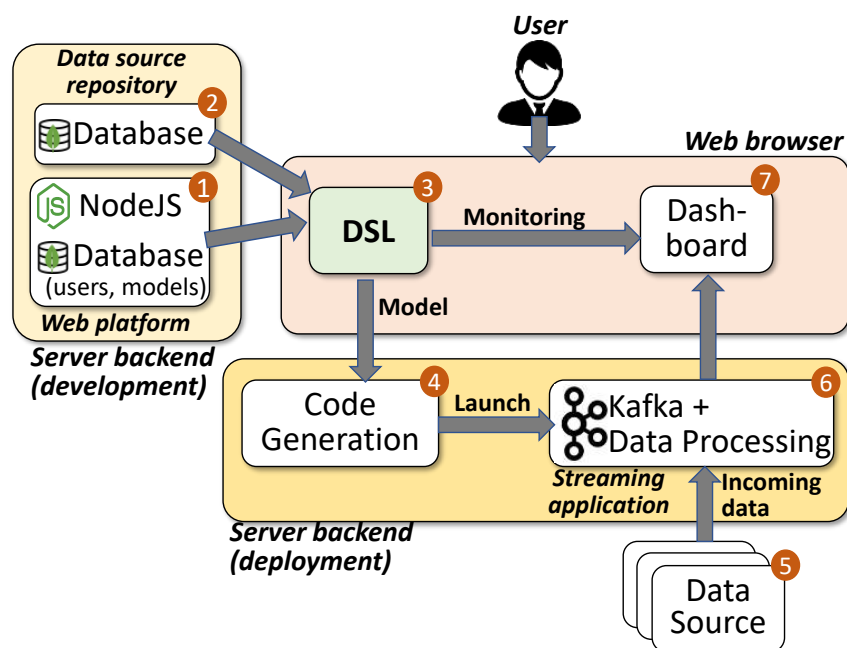 User
Data source
repository
2
Database
1
JS
NodeJS
Database
(users, models)
Web platform
Server backend
(development)
Web browser
3
DSL
Monitoring
7
Dash-
board
Model
4
Code
Generation
Launch
6
Kafka +
Data Processing
Streaming
application
Incoming
data
Server backend
(deployment)
5
Data
Source